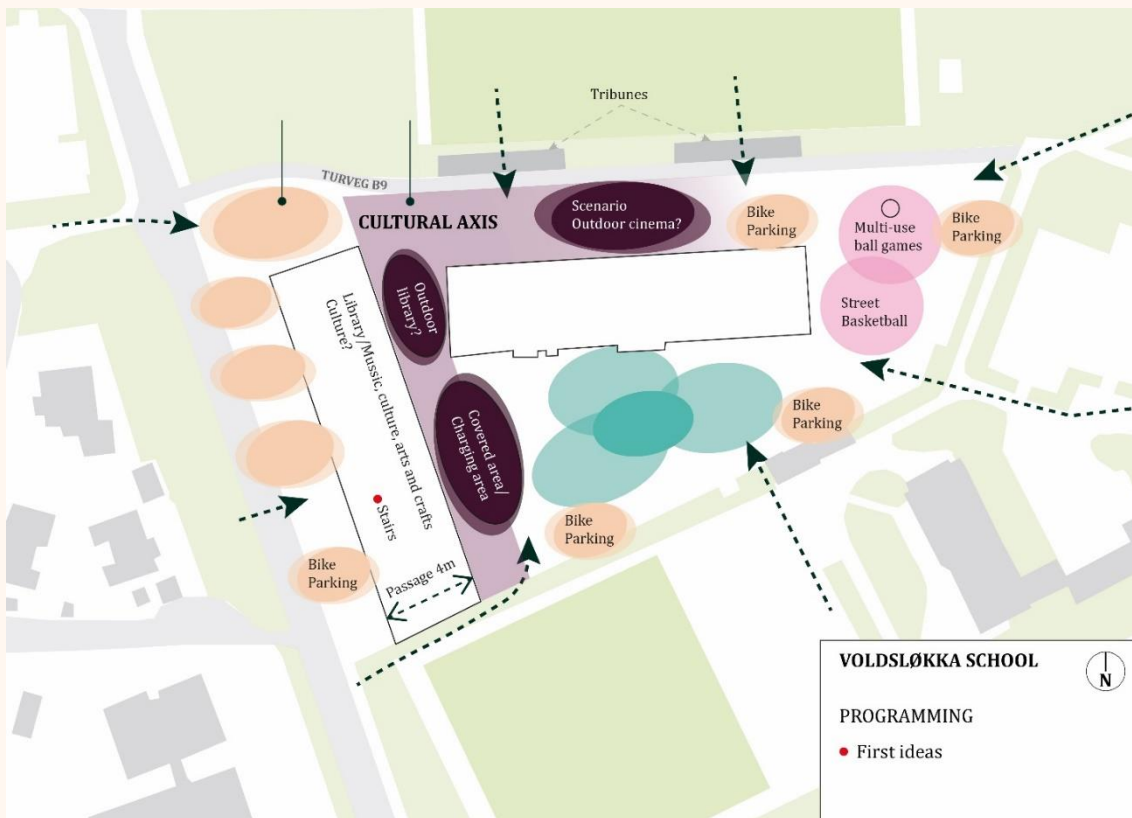 Tribunes
TURVEG B9
CULTURAL AXIS
Scenario
Outdoor cinema?
Bike
Parking
Multi-use
ball games
Bike
Parking
Street
Basketball
Outdoor
library?
Library/Mussic, culture, arts and crafts
Culture?
Covered area/
Charging area
Stairs
Bike
Parking
Bike
Parking
Bike
Parking
Passage 4m
VOLDSLØKKA SCHOOL
N
PROGRAMMING
First ideas